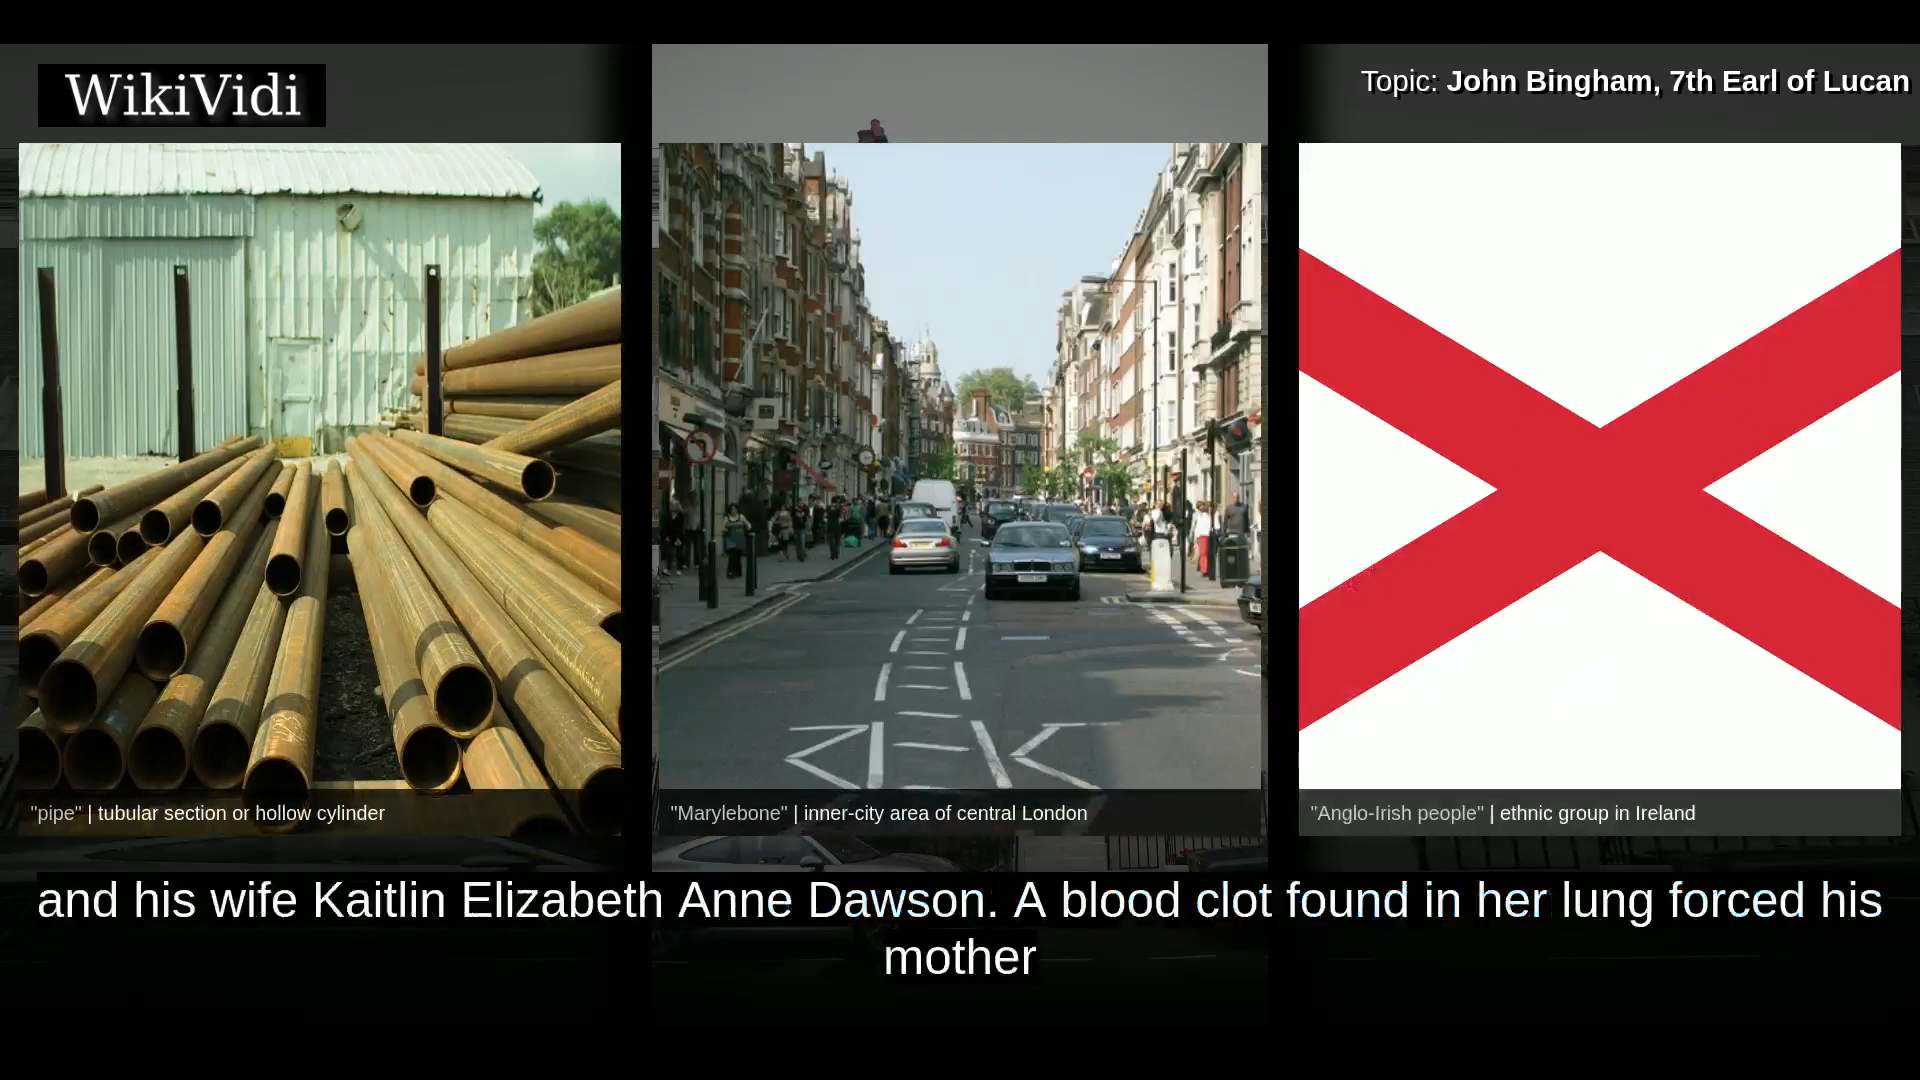 WikiVidi
Topic: John Bingham, 7th Earl of Lucan
"pipe" | tubular section or hollow cylinder
"Marylebone" | inner-city area of central London
"Anglo-Irish people" | ethnic group in Ireland
and his wife Kaitlin Elizabeth Anne Dawson. A blood clot found in her lung forced his
mother